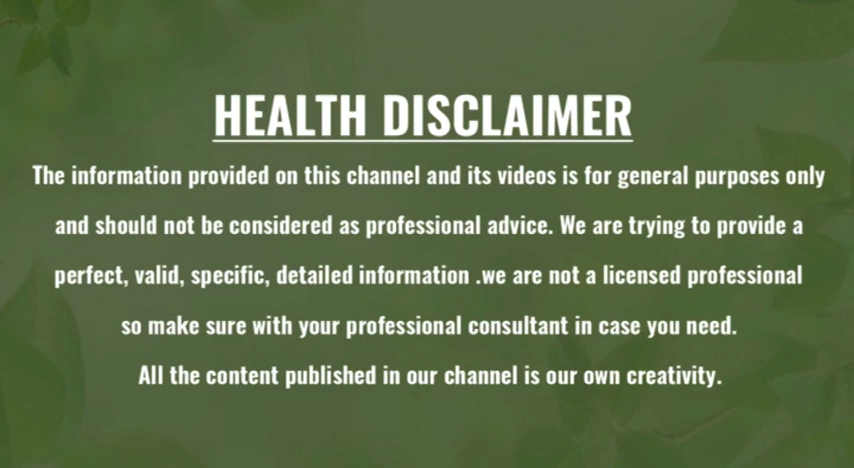 HEALTH DISCLAIMER
The information provided on this channel and its videos is for general purposes only
and should not be considered as professional advice. We are trying to provide a
perfect, valid, specific, detailed information .we are not a licensed professional
so make sure with your professional consultant in case you need.
All the content published in our channel is our own creativity.